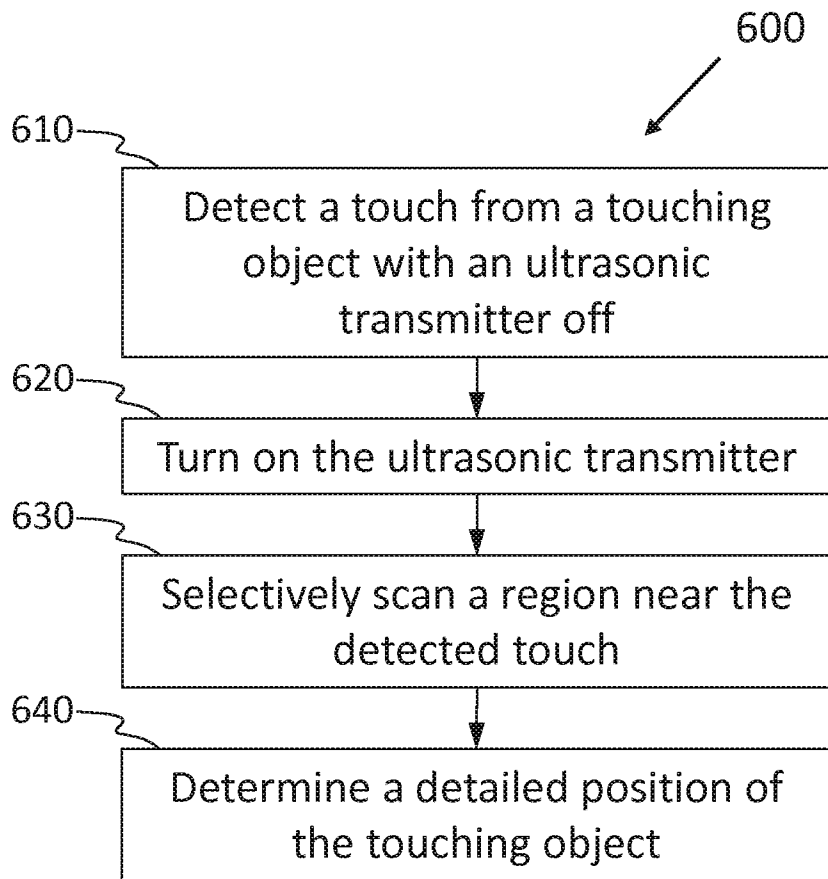 600
610
Detect a touch from a touching
object with an ultrasonic
transmitter off
620
Turn on the ultrasonic transmitter
630
Selectively scan a region near the
detected touch
640
Determine a detailed position of
the touching object